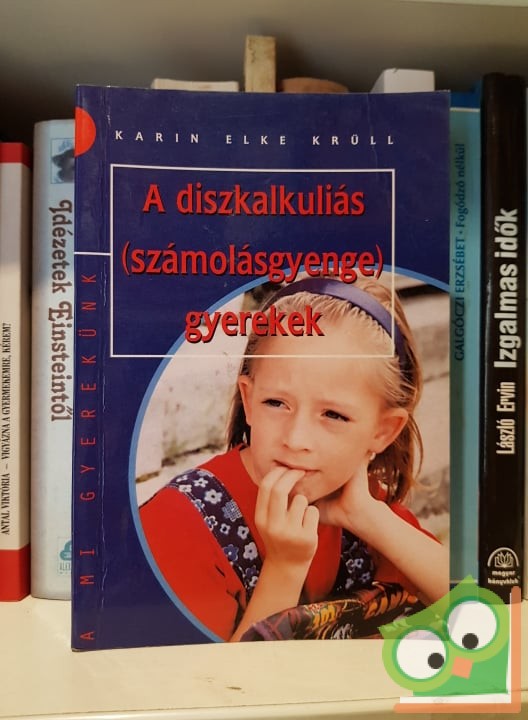 KARIN ELKE KRÜLL
A diszkalkuliás
(számolásgyenge)
gyerekek
A MI GYEREKÜNK
ANTAL VIKTÓRIA – VIGYÁZNA A GYERMEKEMRE, KÉREM?
Idézetek Einsteintől
GALGÓCZI ERZSÉBET · Fogódzó nélkül
László Ervin Izgalmas idők
magyar
könyvklub